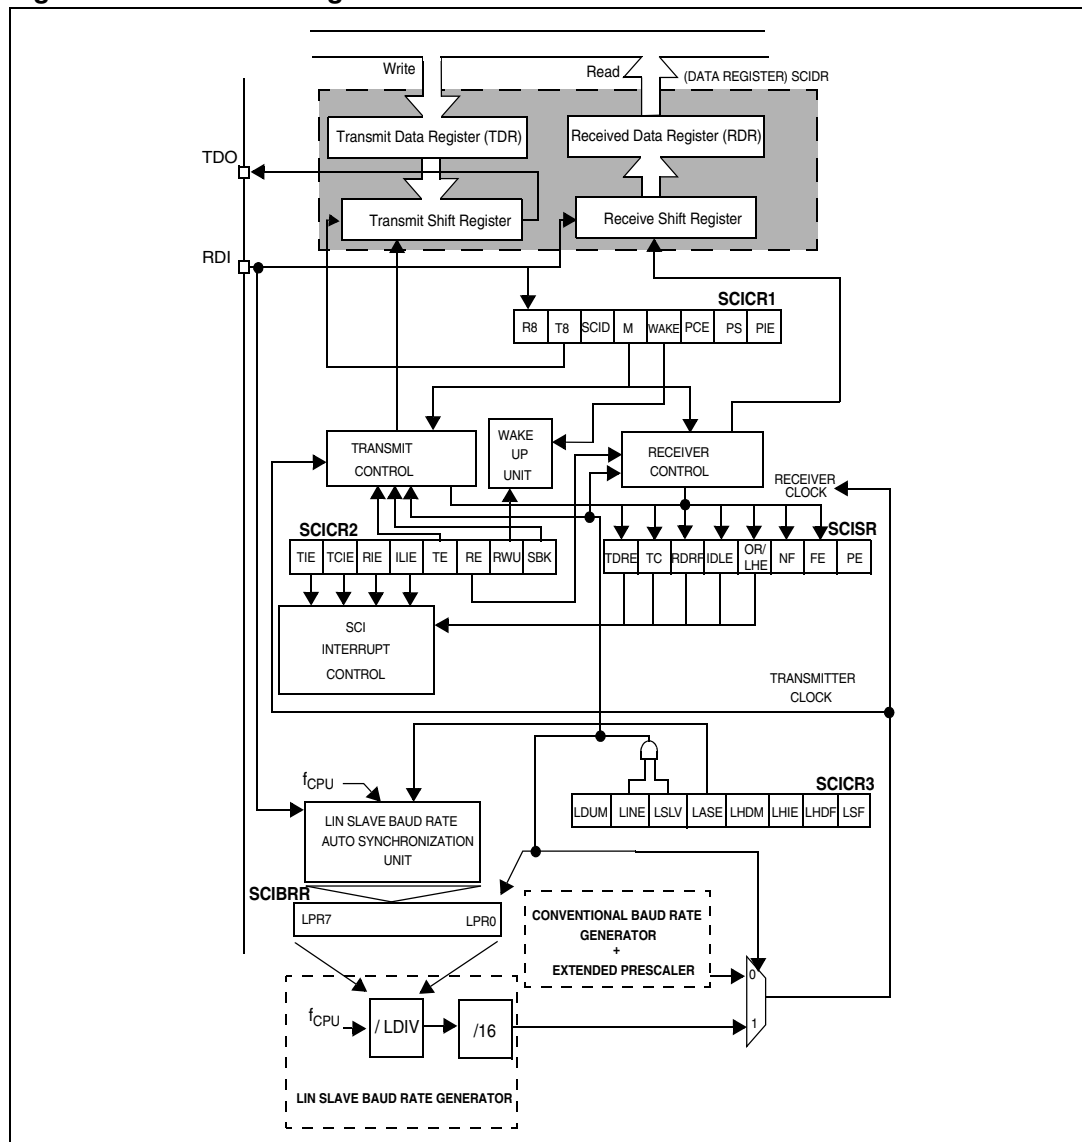 Write
Read
(DATA REGISTER) SCIDR
Transmit Data Register (TDR)
Received Data Register (RDR)
TDO
Transmit Shift Register
Receive Shift Register
RDI
SCICR1
R8 T8 SCID M WAKE PCE PS PIE
TRANSMIT
CONTROL
WAKE
UP
UNIT
RECEIVER
CONTROL
RECEIVER
CLOCK
SCICR2
SCISR
TIE TCIE RIE ILIE TE RE RWU SBK
TDRE TC RDRF IDLE OR/
LHE NF FE PE
SCI
INTERRUPT
CONTROL
TRANSMITTER
CLOCK
fCPU
SCICR3
LDUM LINE LSLV LASE LHDM LHIE LHDF LSF
LIN SLAVE BAUD RATE
AUTO SYNCHRONIZATION
UNIT
SCIBRR
LPR7 LPR0
CONVENTIONAL BAUD RATE
GENERATOR
+
EXTENDED PRESCALER
0
1
fCPU
/ LDIV
/16
LIN SLAVE BAUD RATE GENERATOR